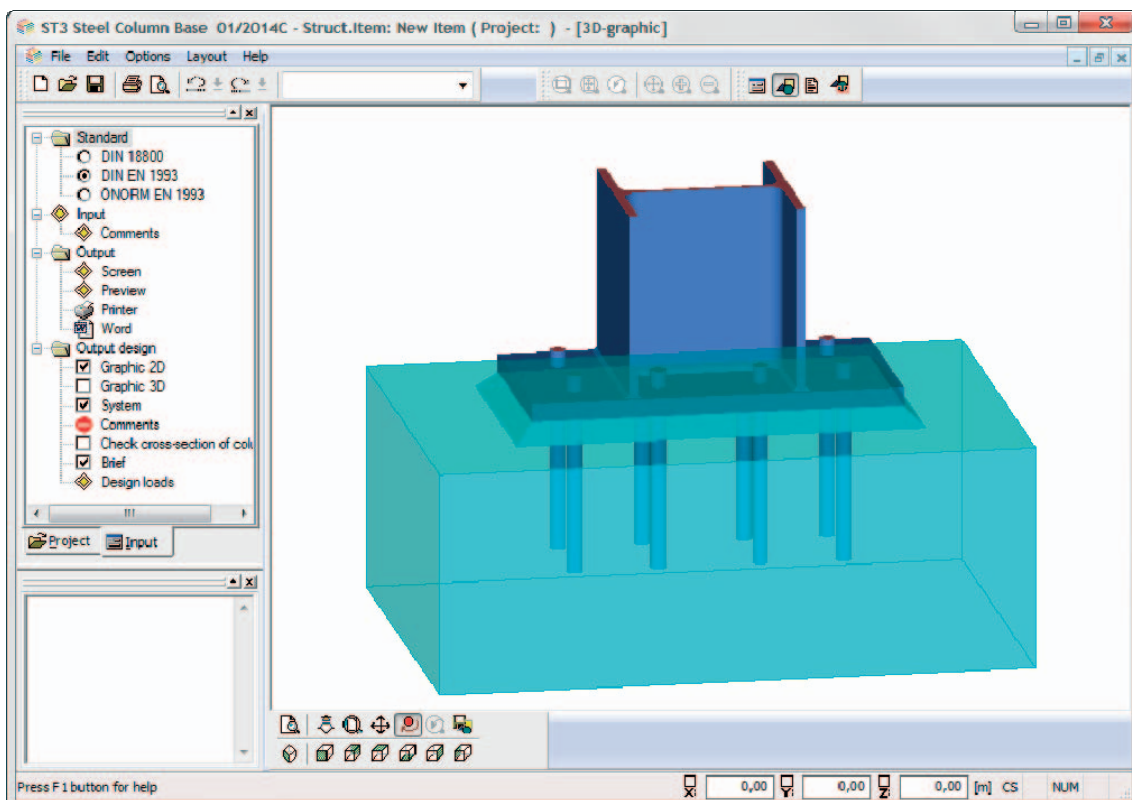 ST3 Steel Column Base 01/2014C - Struct.Item: New Item ( Project: ) - [3D-graphic]
File Edit Options Layout Help
Standard
DIN 18800
DIN EN 1993
ONORM EN 1993
Input
Comments
Output
Screen
Preview
Printer
Word
Output design
Graphic 2D
Graphic 3D
System
Comments
Check cross-section of col
Brief
Design loads
Project Input
Press F1 button for help
X: 0,00 Y: 0,00 Z: 0,00 [m] CS NUM